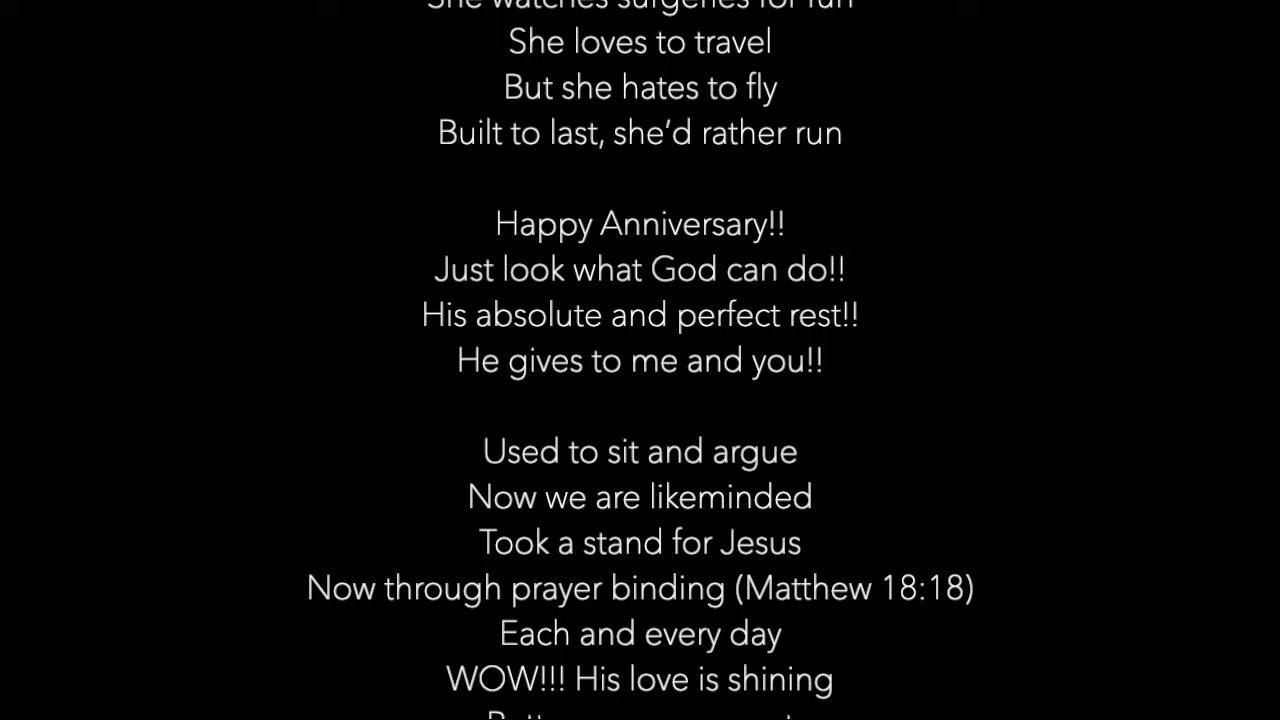 She watches surgeries for fun
She loves to travel
But she hates to fly
Built to last, she'd rather run
Happy Anniversary!!
Just look what God can do!!
His absolute and perfect rest!!
He gives to me and you!!
Used to sit and argue
Now we are likeminded
Took a stand for Jesus
Now through prayer binding (Matthew 18:18)
Each and every day
WOW!!! His love is shining